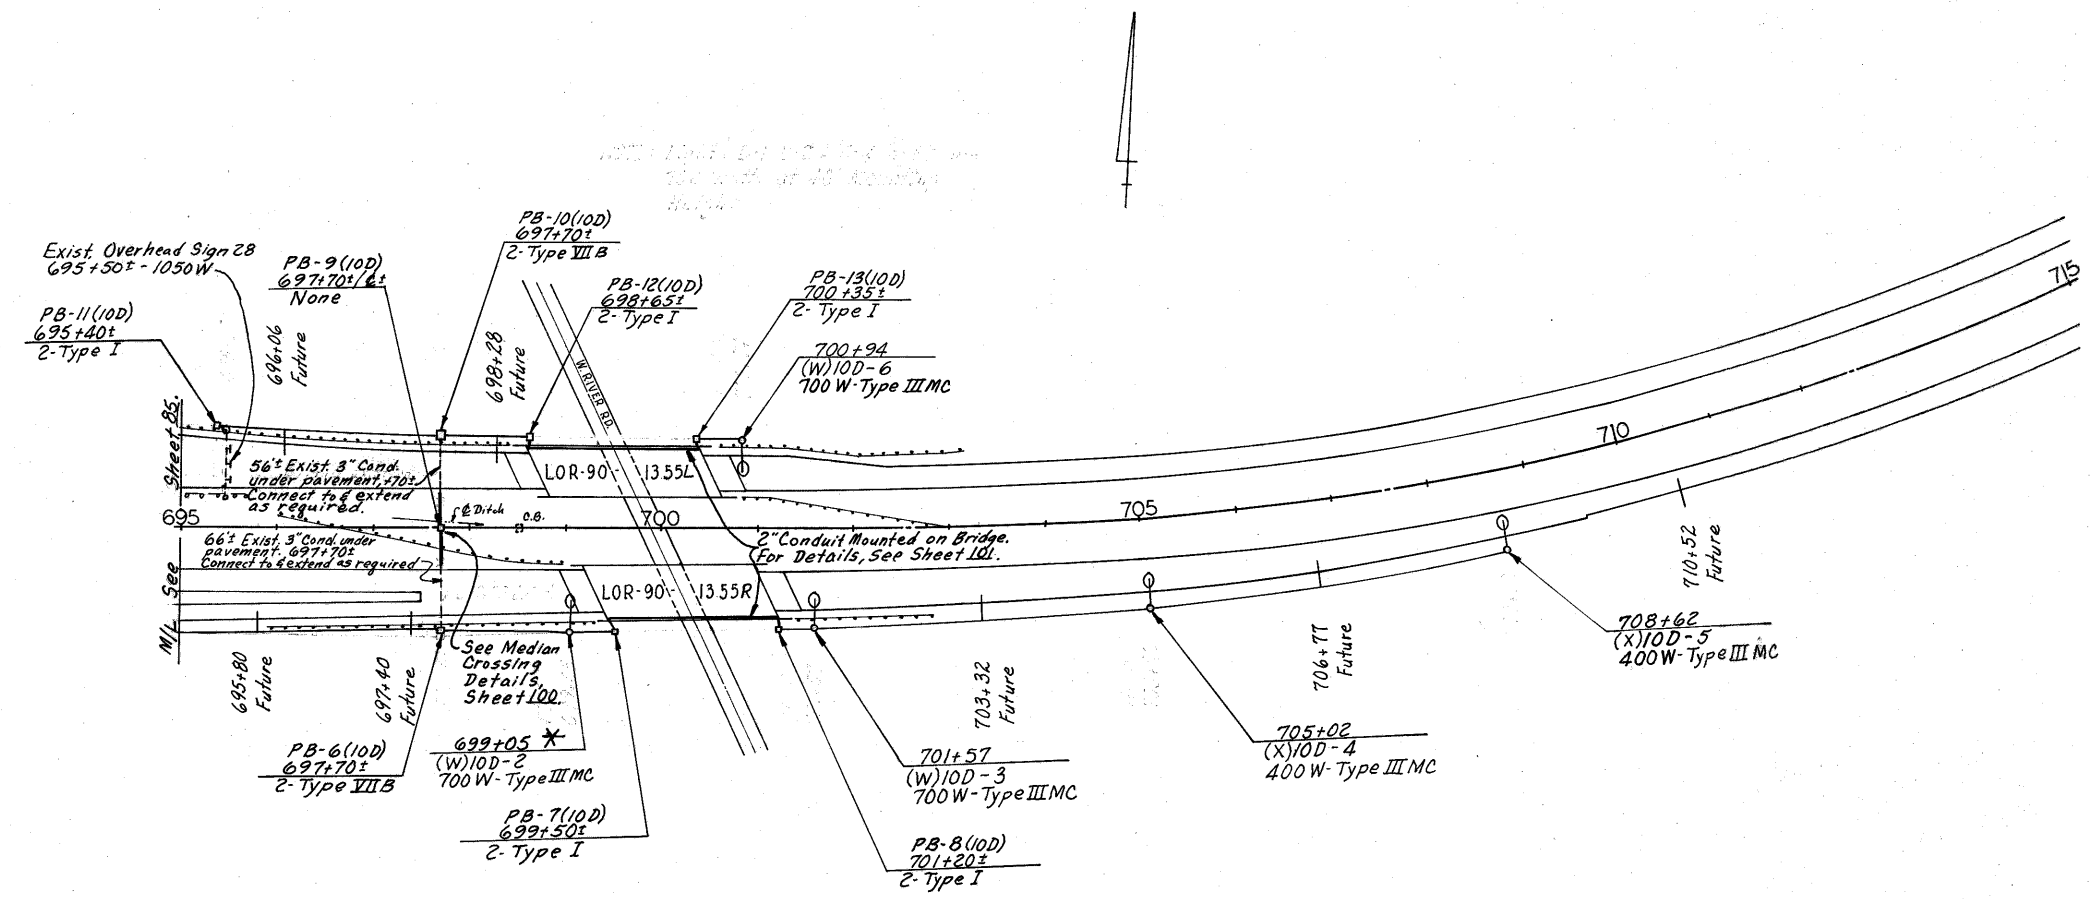 PB-10(10D)
697+70±
2-Type VII B
Exist. Overhead Sign 28
695+50± - 1050W
PB-9(10D)
697+70±/℄±
None
PB-12(10D)
698+65±
2-Type I
PB-13(10D)
700+35±
2-Type I
PB-11(10D)
695+40±
2-Type I
696+06
Future
698+28
Future
W. RIVER RD.
700+94
(W)10D-6
700W-Type III MC
715
710
705
700
695
M/L See Sheet 85.
56'± Exist. 3" Cond.
under pavement, +70±
Connect to & extend
as required.
LOR-90- 13.55L
℄ Ditch
C.B.
66'± Exist. 3" Cond. under
pavement. 697+70±
Connect to & extend as required
2" Conduit Mounted on Bridge.
For Details, See Sheet 101.
LOR-90- 13.55R
See Median
Crossing
Details,
Sheet 100.
695+80
Future
697+40
Future
703+32
Future
706+77
Future
710+52
Future
708+62
(X)10D-5
400W-Type III MC
705+02
(X)10D-4
400W-Type III MC
701+57
(W)10D-3
700W-Type III MC
PB-6(10D)
697+70±
2-Type VII B
699+05 *
(W)10D-2
700W-Type III MC
PB-7(10D)
699+50±
2-Type I
PB-8(10D)
701+20±
2-Type I